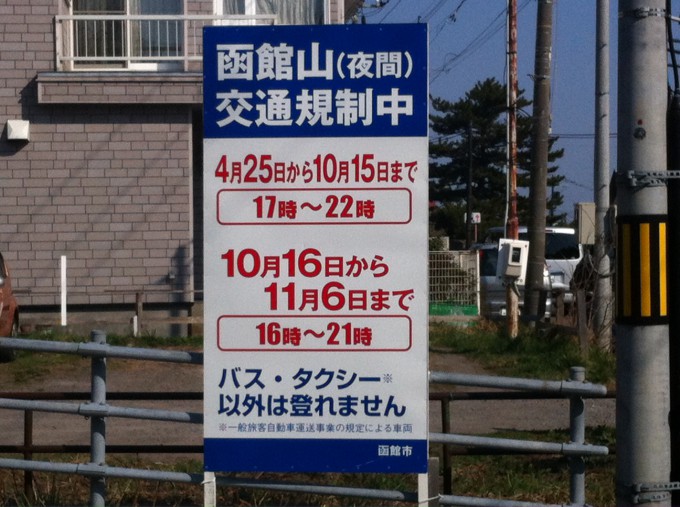 函館山(夜間)
交通規制中
4月25日から10月15日まで
17時～22時
10月16日から
11月6日まで
16時～21時
バス・タクシー※
以外は登れません
※一般旅客自動車運送事業の規定による車両
函館市